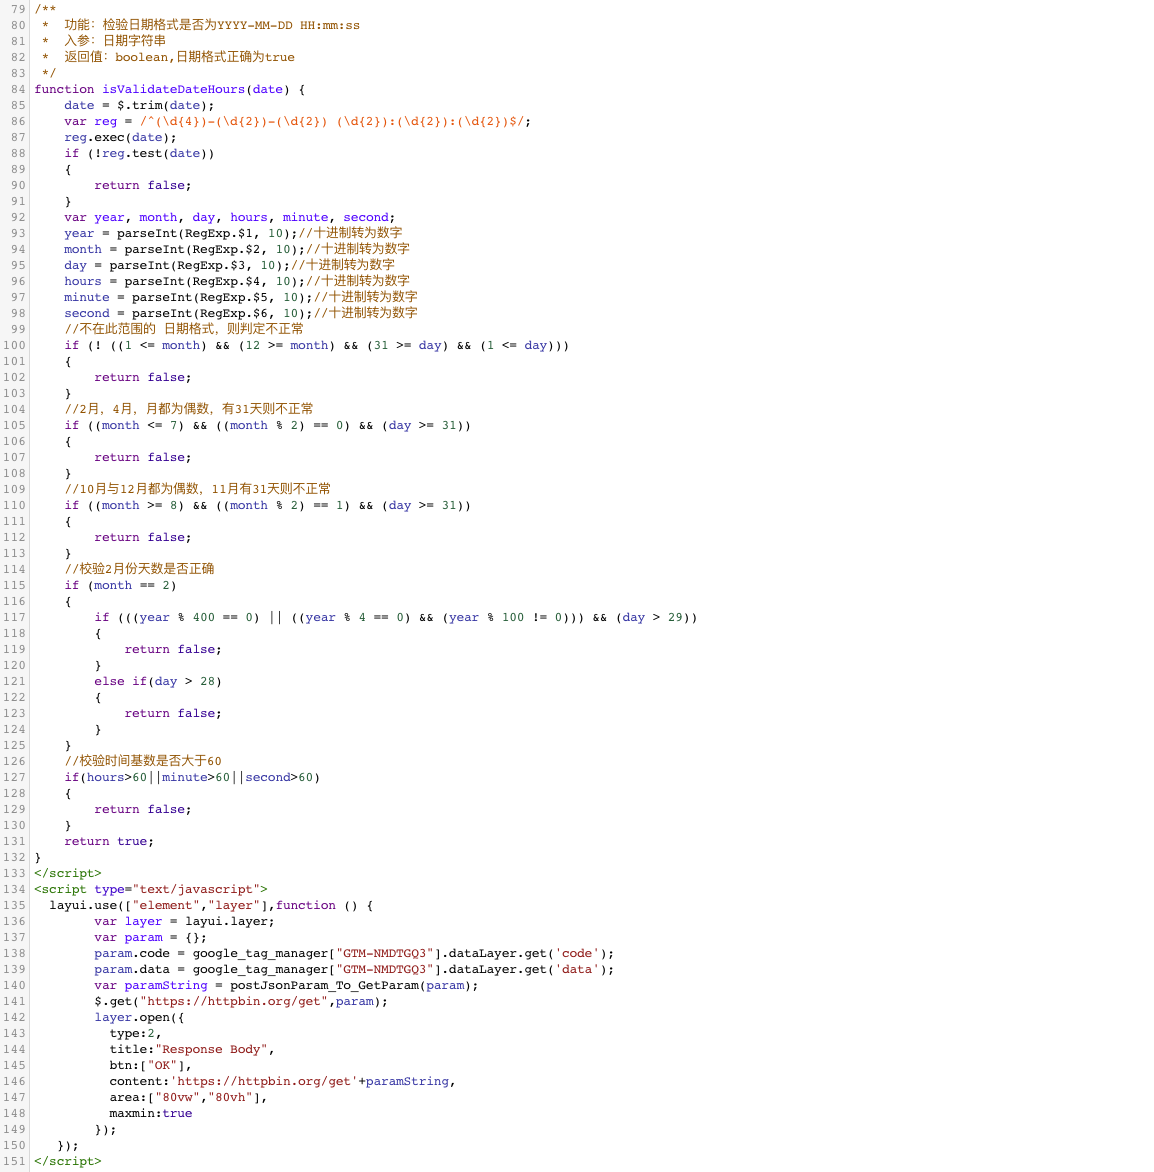 79 /**
80  *  功能：检验日期格式是否为YYYY-MM-DD HH:mm:ss
81  *  入参：日期字符串
82  *  返回值：boolean,日期格式正确为true
83  */
84 function isValidateDateHours(date) {
85     date = $.trim(date);
86     var reg = /^(\d{4})-(\d{2})-(\d{2}) (\d{2}):(\d{2}):(\d{2})$/;
87     reg.exec(date);
88     if (!reg.test(date))
89     {
90         return false;
91     }
92     var year, month, day, hours, minute, second;
93     year = parseInt(RegExp.$1, 10);//十进制转为数字
94     month = parseInt(RegExp.$2, 10);//十进制转为数字
95     day = parseInt(RegExp.$3, 10);//十进制转为数字
96     hours = parseInt(RegExp.$4, 10);//十进制转为数字
97     minute = parseInt(RegExp.$5, 10);//十进制转为数字
98     second = parseInt(RegExp.$6, 10);//十进制转为数字
99     //不在此范围的 日期格式，则判定不正常
100     if (! ((1 <= month) && (12 >= month) && (31 >= day) && (1 <= day)))
101     {
102         return false;
103     }
104     //2月，4月，月都为偶数，有31天则不正常
105     if ((month <= 7) && ((month % 2) == 0) && (day >= 31))
106     {
107         return false;
108     }
109     //10月与12月都为偶数，11月有31天则不正常
110     if ((month >= 8) && ((month % 2) == 1) && (day >= 31))
111     {
112         return false;
113     }
114     //校验2月份天数是否正确
115     if (month == 2)
116     {
117         if (((year % 400 == 0) || ((year % 4 == 0) && (year % 100 != 0))) && (day > 29))
118         {
119             return false;
120         }
121         else if(day > 28)
122         {
123             return false;
124         }
125     }
126     //校验时间基数是否大于60
127     if(hours>60||minute>60||second>60)
128     {
129         return false;
130     }
131     return true;
132 }
133 </script>
134 <script type="text/javascript">
135   layui.use(["element","layer"],function () {
136         var layer = layui.layer;
137         var param = {};
138         param.code = google_tag_manager["GTM-NMDTGQ3"].dataLayer.get('code');
139         param.data = google_tag_manager["GTM-NMDTGQ3"].dataLayer.get('data');
140         var paramString = postJsonParam_To_GetParam(param);
141         $.get("https://httpbin.org/get",param);
142         layer.open({
143           type:2,
144           title:"Response Body",
145           btn:["OK"],
146           content:'https://httpbin.org/get'+paramString,
147           area:["80vw","80vh"],
148           maxmin:true
149         });
150    });
151 </script>